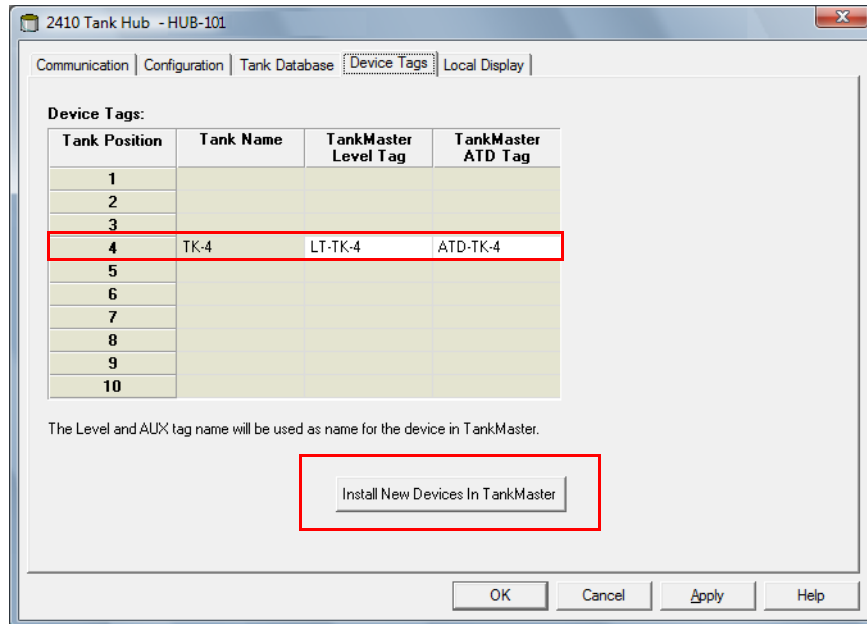 2410 Tank Hub - HUB-101
Communication Configuration Tank Database Device Tags Local Display
Device Tags:
Tank Position Tank Name TankMaster Level Tag TankMaster ATD Tag
1
2
3
4 TK-4 LT-TK-4 ATD-TK-4
5
6
7
8
9
10
The Level and AUX tag name will be used as name for the device in TankMaster.
Install New Devices In TankMaster
OK Cancel Apply Help